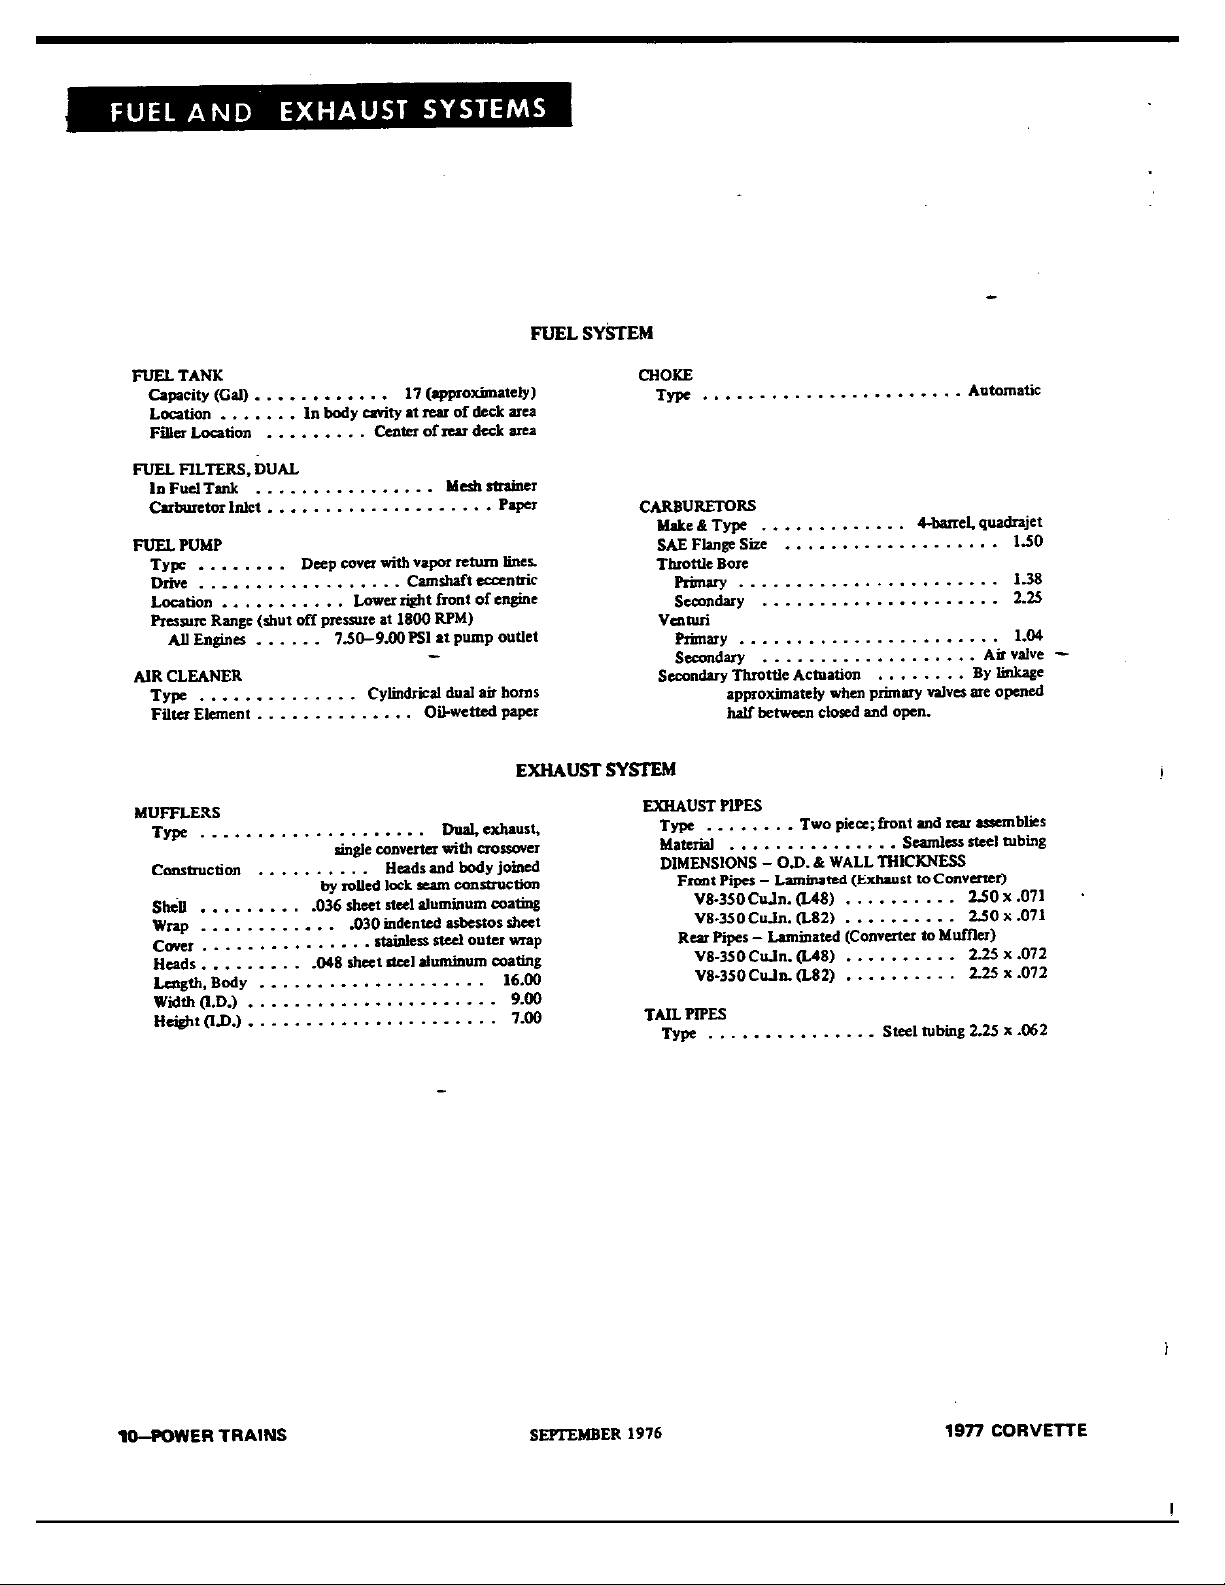 FUEL AND EXHAUST SYSTEMS
FUEL SYSTEM
FUEL TANK
Capacity (Gal) . . . . . . . . . . . . 17 (approximately)
Location . . . . . . . In body cavity at rear of deck area
Filler Location . . . . . . . . . Center of rear deck area
FUEL FILTERS, DUAL
In Fuel Tank . . . . . . . . . . . . . . . . Mesh strainer
Carburetor Inlet . . . . . . . . . . . . . . . . . . . . Paper
FUEL PUMP
Type . . . . . . . . Deep cover with vapor return lines.
Drive . . . . . . . . . . . . . . . . . . Camshaft eccentric
Location . . . . . . . . . . . Lower right front of engine
Pressure Range (shut off pressure at 1800 RPM)
All Engines . . . . . . 7.50–9.00 PSI at pump outlet
AIR CLEANER
Type . . . . . . . . . . . . . . Cylindrical dual air horns
Filter Element . . . . . . . . . . . . . . Oil-wetted paper
CHOKE
Type . . . . . . . . . . . . . . . . . . . . . . . Automatic
CARBURETORS
Make & Type . . . . . . . . . . . . . 4-barrel, quadrajet
SAE Flange Size . . . . . . . . . . . . . . . . . . . 1.50
Throttle Bore
Primary . . . . . . . . . . . . . . . . . . . . . . . 1.38
Secondary . . . . . . . . . . . . . . . . . . . . . 2.25
Venturi
Primary . . . . . . . . . . . . . . . . . . . . . . . 1.04
Secondary . . . . . . . . . . . . . . . . . . . Air valve
Secondary Throttle Actuation . . . . . . . . By linkage
approximately when primary valves are opened
half between closed and open.
EXHAUST SYSTEM
MUFFLERS
Type . . . . . . . . . . . . . . . . . . . . Dual, exhaust,
single converter with crossover
Construction . . . . . . . . . . Heads and body joined
by rolled lock seam construction
Shell . . . . . . . . . .036 sheet steel aluminum coating
Wrap . . . . . . . . . . . . .030 indented asbestos sheet
Cover . . . . . . . . . . . . . . . stainless steel outer wrap
Heads . . . . . . . . . .048 sheet steel aluminum coating
Length, Body . . . . . . . . . . . . . . . . . . . . 16.00
Width (I.D.) . . . . . . . . . . . . . . . . . . . . . . 9.00
Height (I.D.) . . . . . . . . . . . . . . . . . . . . . . 7.00
EXHAUST PIPES
Type . . . . . . . . Two piece; front and rear assemblies
Material . . . . . . . . . . . . . . . Seamless steel tubing
DIMENSIONS – O.D. & WALL THICKNESS
Front Pipes – Laminated (Exhaust to Converter)
V8-350 Cu.In. (L48) . . . . . . . . . . 2.50 x .071
V8-350 Cu.In. (L82) . . . . . . . . . . 2.50 x .071
Rear Pipes – Laminated (Converter to Muffler)
V8-350 Cu.In. (L48) . . . . . . . . . . 2.25 x .072
V8-350 Cu.In. (L82) . . . . . . . . . . 2.25 x .072
TAIL PIPES
Type . . . . . . . . . . . . . . . Steel tubing 2.25 x .062
10—POWER TRAINS
SEPTEMBER 1976
1977 CORVETTE